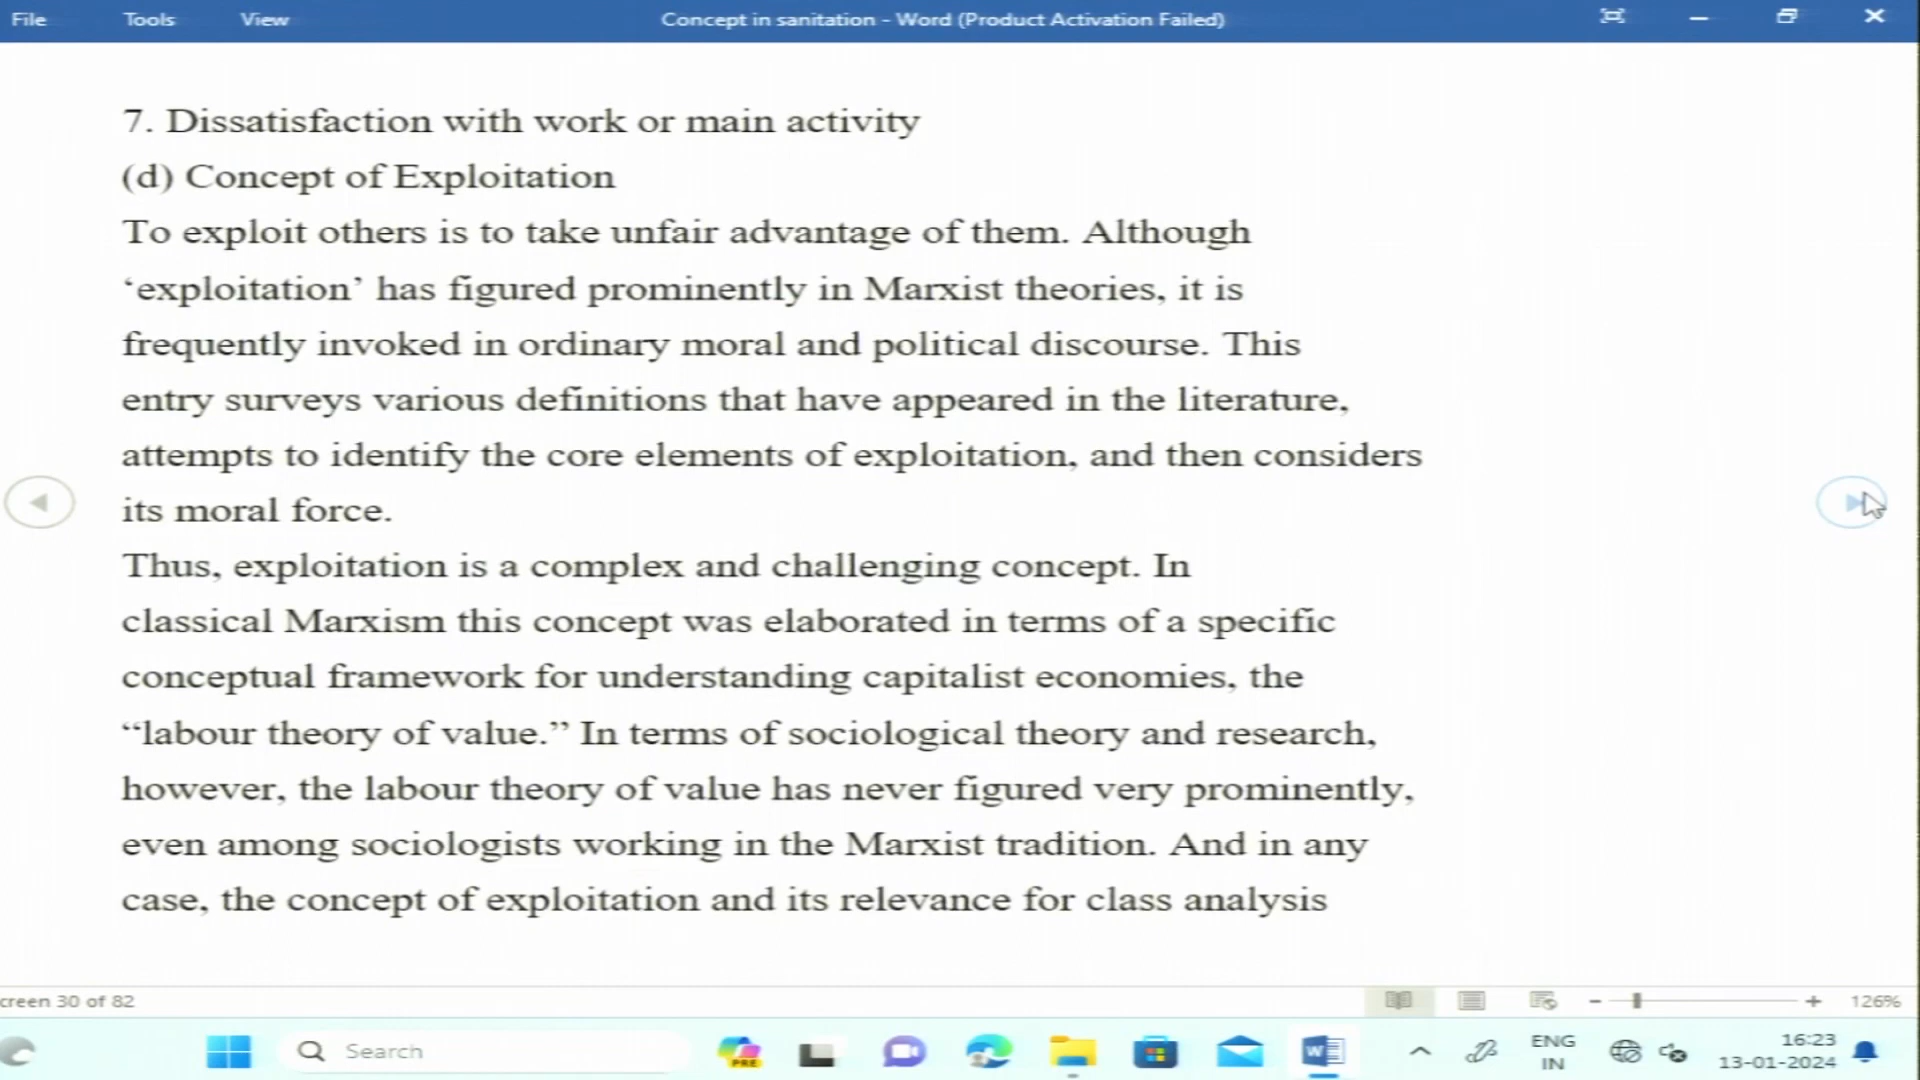 File Tools View Concept in sanitation - Word (Product Activation Failed)
7. Dissatisfaction with work or main activity
(d) Concept of Exploitation
To exploit others is to take unfair advantage of them. Although
‘exploitation’ has figured prominently in Marxist theories, it is
frequently invoked in ordinary moral and political discourse. This
entry surveys various definitions that have appeared in the literature,
attempts to identify the core elements of exploitation, and then considers
its moral force.
Thus, exploitation is a complex and challenging concept. In
classical Marxism this concept was elaborated in terms of a specific
conceptual framework for understanding capitalist economies, the
“labour theory of value.” In terms of sociological theory and research,
however, the labour theory of value has never figured very prominently,
even among sociologists working in the Marxist tradition. And in any
case, the concept of exploitation and its relevance for class analysis
creen 30 of 82 126%
Search PRE W ENG 16:23
IN 13-01-2024